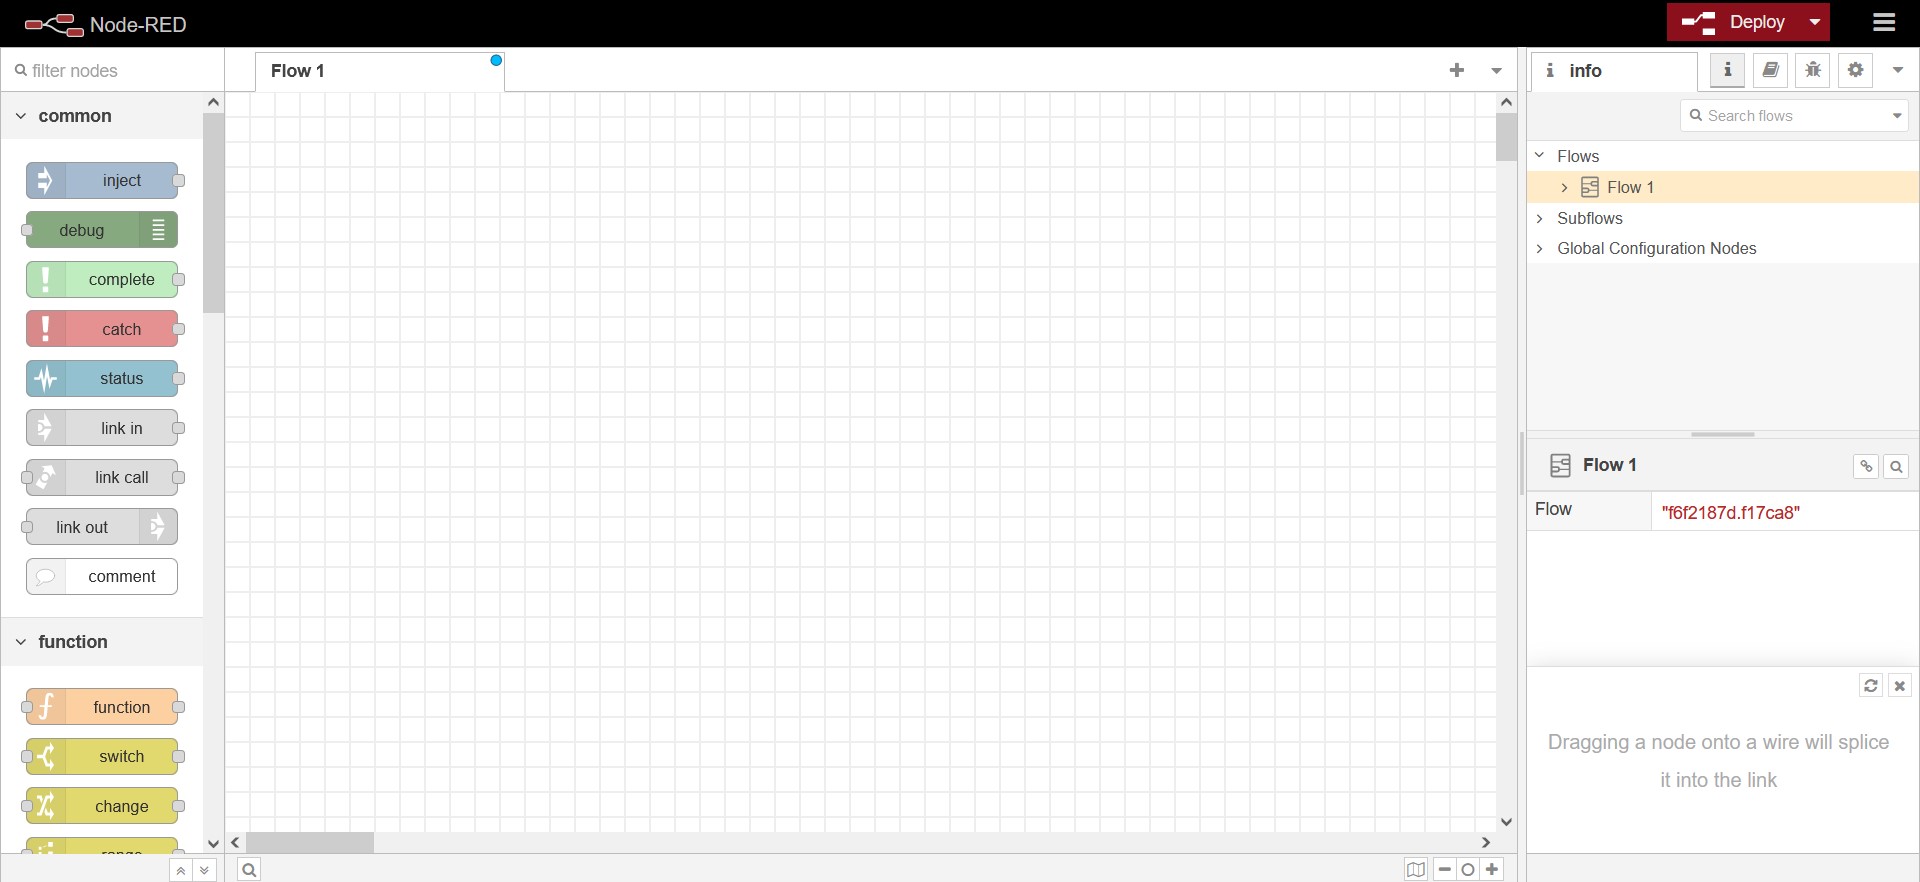 Node-RED
Deploy
filter nodes
Flow 1
info
Search flows
common
inject
debug
complete
catch
status
link in
link call
link out
comment
function
function
switch
change
Flows
Flow 1
Subflows
Global Configuration Nodes
Flow 1
Flow "f6f2187d.f17ca8"
Dragging a node onto a wire will splice
it into the link